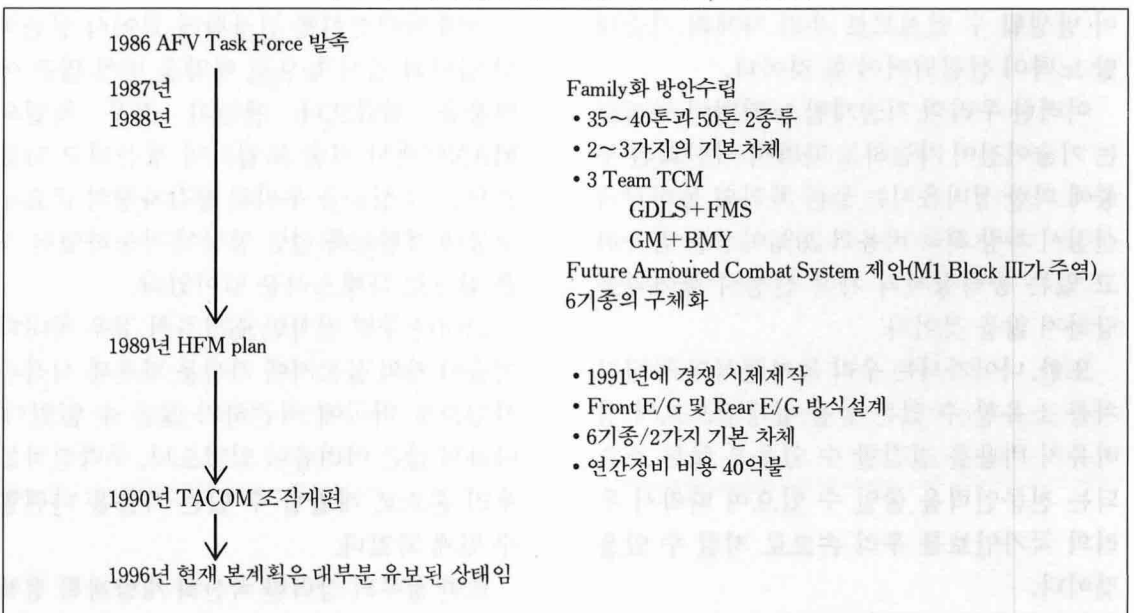 1986 AFV Task Force 발족
1987년
1988년
Family화 방안수립
• 35~40톤과 50톤 2종류
• 2~3가지의 기본차체
• 3 Team TCM
GDLS+FMS
GM+BMY
Future Armoured Combat System 제안(M1 Block III가 주역)
6기종의 구체화
1989년 HFM plan
• 1991년에 경쟁 시제제작
• Front E/G 및 Rear E/G 방식설계
• 6기종/2가지 기본 차체
• 연간정비 비용 40억불
1990년 TACOM 조직개편
1996년 현재 본계획은 대부분 유보된 상태임